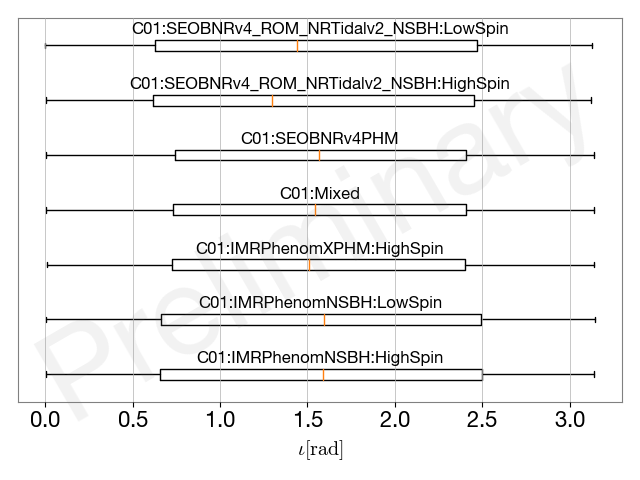 C01:SEOBNRv4_ROM_NRTidalv2_NSBH:LowSpin
C01:SEOBNRv4_ROM_NRTidalv2_NSBH:HighSpin
C01:SEOBNRv4PHM
C01:Mixed
C01:IMRPhenomXPHM:HighSpin
C01:IMRPhenomNSBH:LowSpin
C01:IMRPhenomNSBH:HighSpin
Preliminary
0.0 0.5 1.0 1.5 2.0 2.5 3.0
ι[rad]